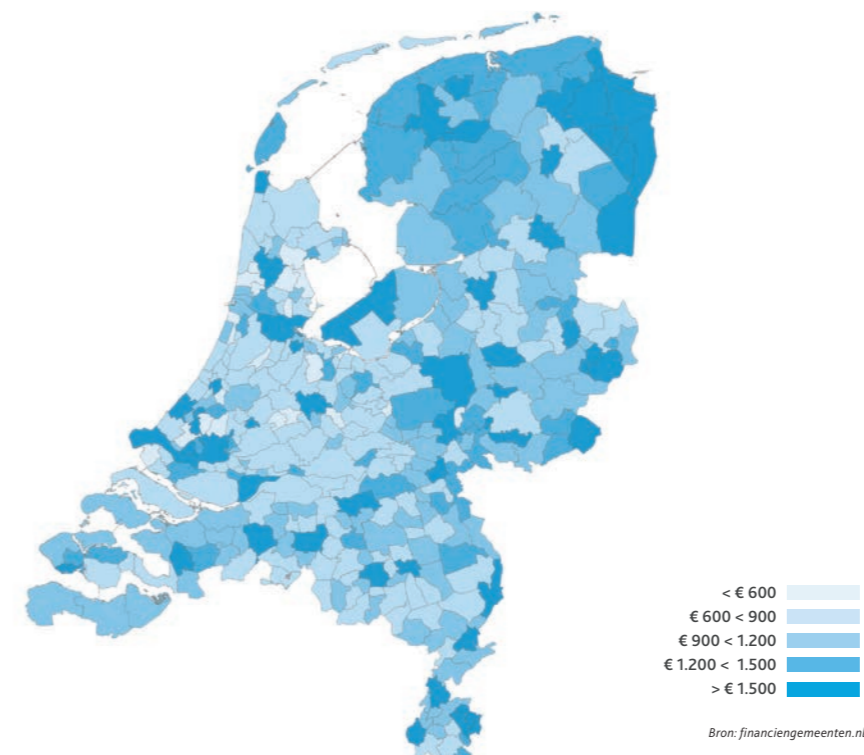 < € 600
€ 600 < 900
€ 900 < 1.200
€ 1.200 < 1.500
> € 1.500
Bron: financiengemeenten.nl